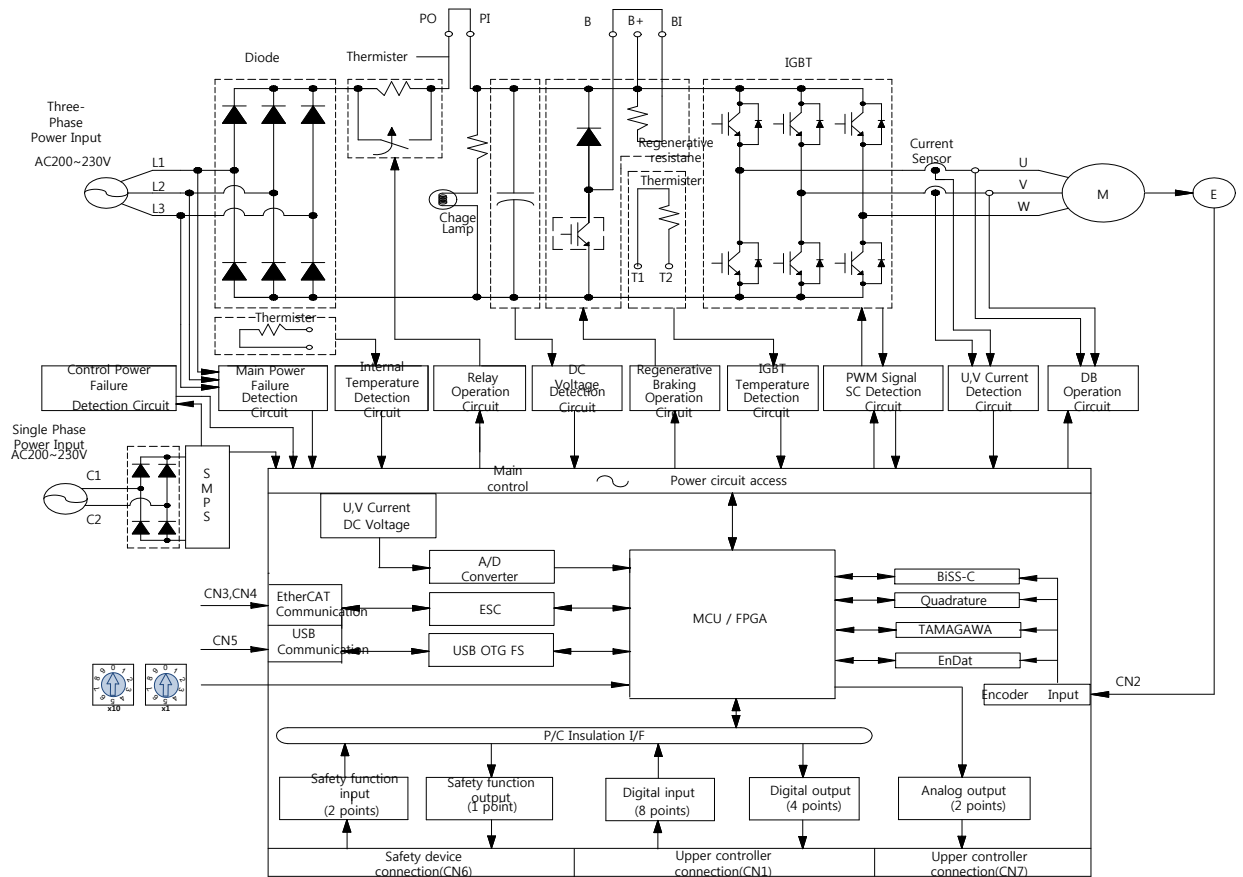 PO
PI
B
B+
BI
Diode
Thermister
IGBT
Three-
Phase
Power Input
AC200~230V
L1
L2
L3
Chage
Lamp
Regenerative
resistane
Thermister
T1
T2
Current
Sensor
U
V
W
M
E
Thermister
Control Power
Failure
Detection Circuit
Main Power
Failure
Detection
Circuit
Internal
Temperature
Detection
Circuit
Relay
Operation
Circuit
DC
Voltage
Detection
Circuit
Regenerative
Braking
Operation
Circuit
IGBT
Temperature
Detection
Circuit
PWM Signal
SC Detection
Circuit
U,V Current
Detection
Circuit
DB
Operation
Circuit
Single Phase
Power Input
AC200~230V
C1
C2
S
M
P
S
Main
control
Power circuit access
U,V Current
DC Voltage
A/D
Converter
MCU / FPGA
BiSS-C
Quadrature
TAMAGAWA
EnDat
CN3,CN4
EtherCAT
Communication
ESC
CN5
USB
Communication
USB OTG FS
Encoder Input
CN2
x10
x1
P/C Insulation I/F
Safety function
input
(2 points)
Safety function
output
(1 point)
Digital input
(8 points)
Digital output
(4 points)
Analog output
(2 points)
Safety device
connection(CN6)
Upper controller
connection(CN1)
Upper controller
connection(CN7)